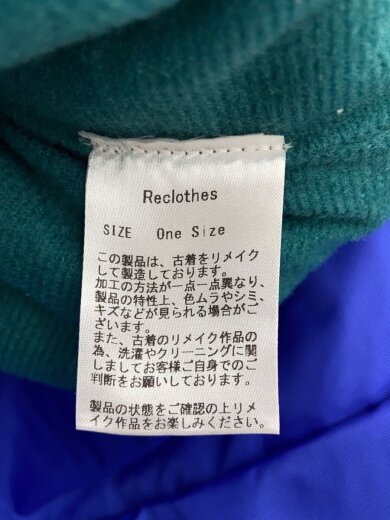 Reclothes
SIZE One Size
この製品は、古着をリメイク
して製造しております。
加工の方法が一点一点異なり、
製品の特性上、色ムラやシミ、
キズなどが見られる場合がご
ざいます。
また、古着のリメイク作品の
為、洗濯やクリーニングに関
しましてお客様ご自身でのご
判断をお願いしております。
製品の状態をご確認の上リメ
イク作品をお楽しみください。